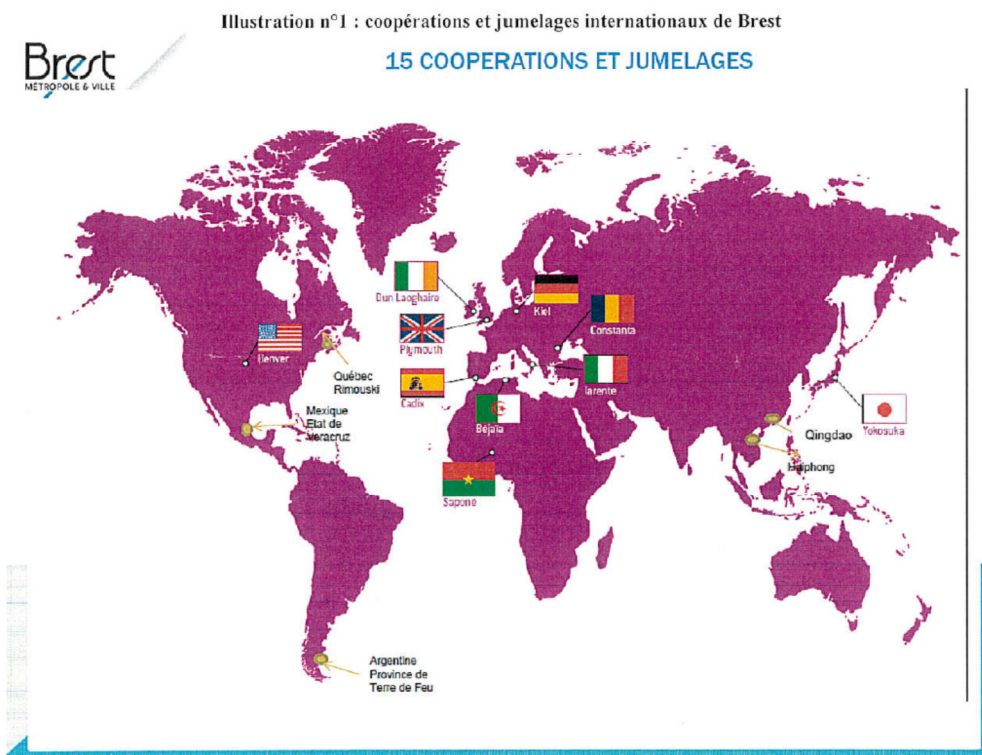 Illustration n°1 : coopérations et jumelages internationaux de Brest
Brest
MÉTROPOLE & VILLE
15 COOPERATIONS ET JUMELAGES
Dun Laoghaire
Kiel
Constanta
Plymouth
Denver
Québec
Rimouski
Cadix
Tarente
Bejaïa
Mexique
Etat de
Veracruz
Qingdao
Yokosuka
Haiphong
Saponé
Argentine
Province de
Terre de Feu